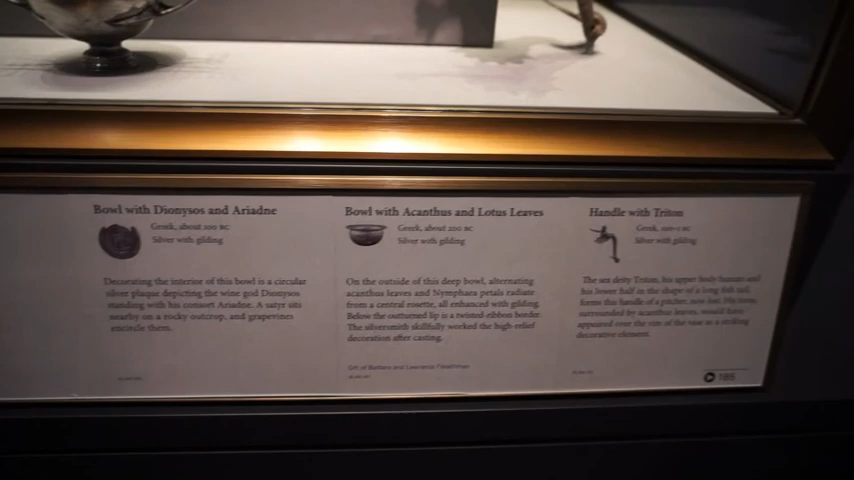 Bowl with Dionysos and Ariadne
Greek, about 200 BC
Silver with gilding
Decorating the interior of this bowl is a circular
silver plaque depicting the wine god Dionysos
standing with his consort Ariadne. A satyr sits
nearby on a rocky outcrop, and grapevines
encircle them.
Bowl with Acanthus and Lotus Leaves
Greek, about 200 BC
Silver with gilding
On the outside of this deep bowl, alternating
acanthus leaves and Nymphaea petals radiate
from a central rosette, all enhanced with gilding.
Below the outturned lip is a twisted-ribbon border.
The silversmith skillfully worked the high-relief
decoration after casting.
Gift of Barbara and Lawrence Fleischman
Handle with Triton
Greek,
Silver with gilding
The sea deity Triton, his upper body human and
his lower half in the shape of a long fish tail,
forms this handle of a pitcher, now lost. His torso,
surrounded by acanthus leaves, would have
appeared over the rim of the vase as a striking
decorative element.
185